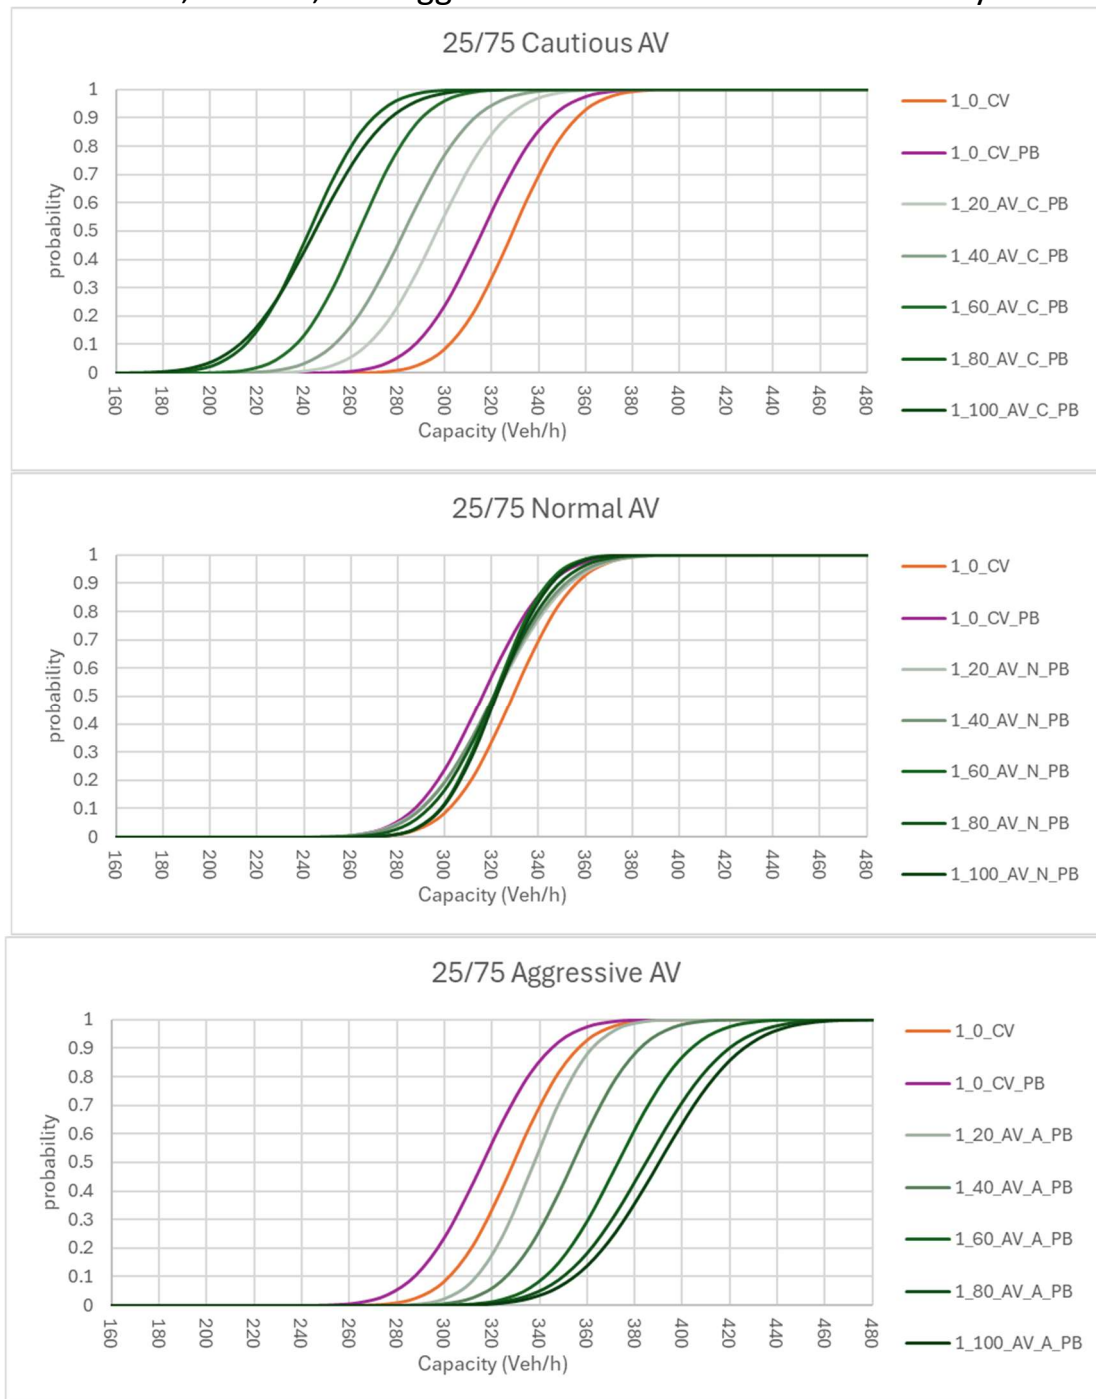 25/75 Cautious AV
1
0.9
0.8
0.7
0.6
0.5
0.4
0.3
0.2
0.1
0
probability
160 180 200 220 240 260 280 300 320 340 360 380 400 420 440 460 480
Capacity (Veh/h)
1_0_CV
1_0_CV_PB
1_20_AV_C_PB
1_40_AV_C_PB
1_60_AV_C_PB
1_80_AV_C_PB
1_100_AV_C_PB
25/75 Normal AV
1
0.9
0.8
0.7
0.6
0.5
0.4
0.3
0.2
0.1
0
probability
160 180 200 220 240 260 280 300 320 340 360 380 400 420 440 460 480
Capacity (Veh/h)
1_0_CV
1_0_CV_PB
1_20_AV_N_PB
1_40_AV_N_PB
1_60_AV_N_PB
1_80_AV_N_PB
1_100_AV_N_PB
25/75 Aggressive AV
1
0.9
0.8
0.7
0.6
0.5
0.4
0.3
0.2
0.1
0
probability
160 180 200 220 240 260 280 300 320 340 360 380 400 420 440 460 480
Capacity (Veh/h)
1_0_CV
1_0_CV_PB
1_20_AV_A_PB
1_40_AV_A_PB
1_60_AV_A_PB
1_80_AV_A_PB
1_100_AV_A_PB